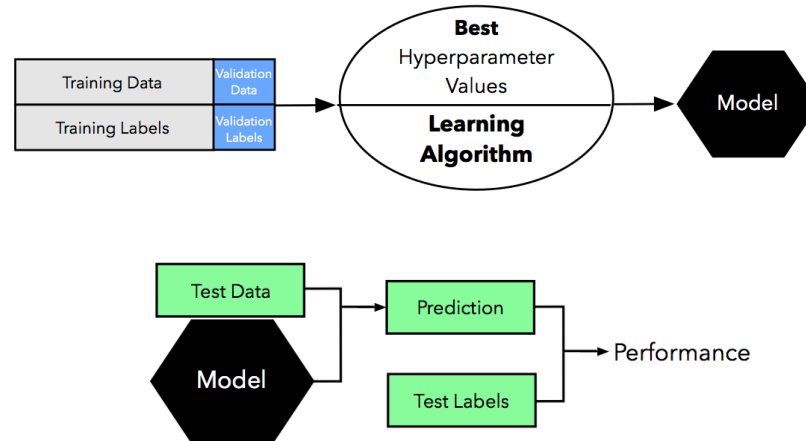 Best
Hyperparameter
Values
Training Data
Validation
Data
Training Labels
Validation
Labels
Learning
Algorithm
Model
Test Data
Prediction
Model
Performance
Test Labels